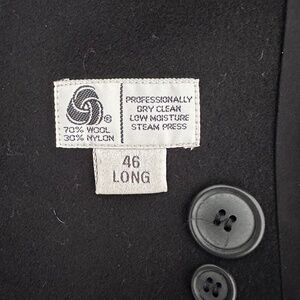 ®
70% WOOL
30% NYLON
PROFESSIONALLY
DRY CLEAN
LOW MOISTURE
STEAM PRESS
46
LONG